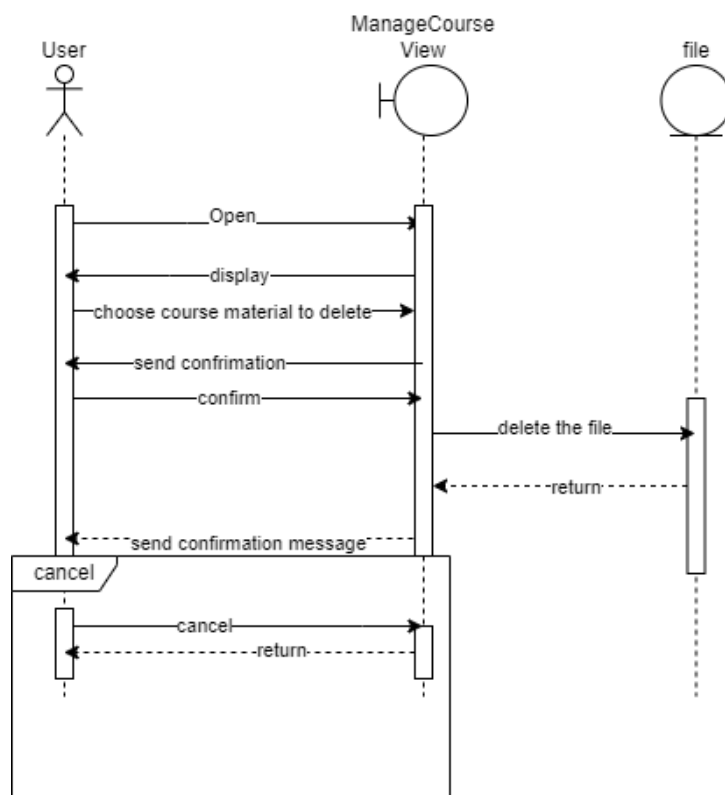 ManageCourse
User
View
file
Open
display
choose course material to delete
send confrimation
confirm
delete the file
return
send confirmation message
cancel
cancel
return